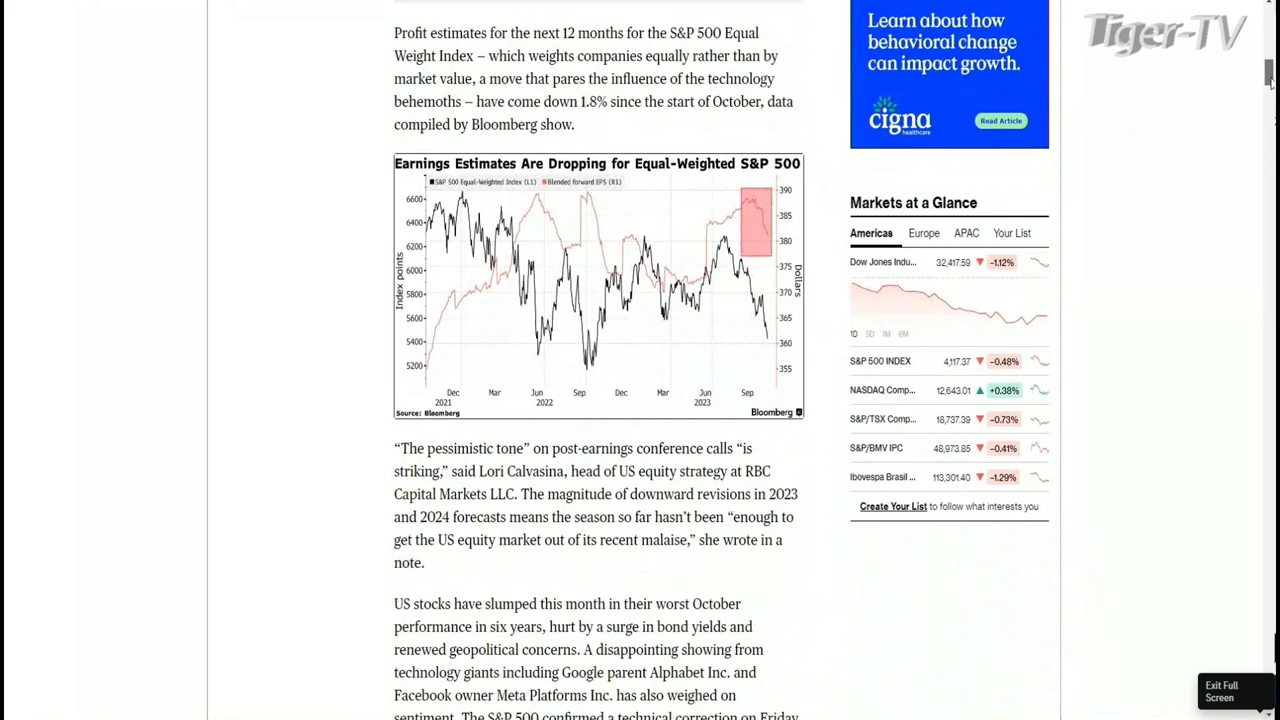 Profit estimates for the next 12 months for the S&P 500 Equal
Weight Index – which weights companies equally rather than by
market value, a move that pares the influence of the technology
behemoths – have come down 1.8% since the start of October, data
compiled by Bloomberg show.
Earnings Estimates Are Dropping for Equal-Weighted S&P 500
S&P 500 Equal-Weighted Index (L1) Blended forward EPS (R1)
6600
6400
6200
6000
5800
5600
5400
5200
Index points
390
385
380
375
370
365
360
355
Dollars
Dec Mar Jun Sep Dec Mar Jun Sep
2021 2022 2023
Source: Bloomberg
Bloomberg
“The pessimistic tone” on post-earnings conference calls “is
striking,” said Lori Calvasina, head of US equity strategy at RBC
Capital Markets LLC. The magnitude of downward revisions in 2023
and 2024 forecasts means the season so far hasn’t been “enough to
get the US equity market out of its recent malaise,” she wrote in a
note.
US stocks have slumped this month in their worst October
performance in six years, hurt by a surge in bond yields and
renewed geopolitical concerns. A disappointing showing from
technology giants including Google parent Alphabet Inc. and
Facebook owner Meta Platforms Inc. has also weighed on
sentiment. The S&P 500 confirmed a technical correction on Friday
Learn about how
behavioral change
can impact growth.
cigna
healthcare
Read Article
Markets at a Glance
Americas Europe APAC Your List
Dow Jones Indu... 32,417.59 -1.12%
1D 5D 1M 6M
S&P 500 INDEX 4,117.37 -0.48%
NASDAQ Comp... 12,643.01 +0.38%
S&P/TSX Comp... 18,737.39 -0.73%
S&P/BMV IPC 48,973.85 -0.41%
Ibovespa Brasil ... 113,301.40 -1.29%
Create Your List to follow what interests you
Tiger-TV
Exit Full
Screen